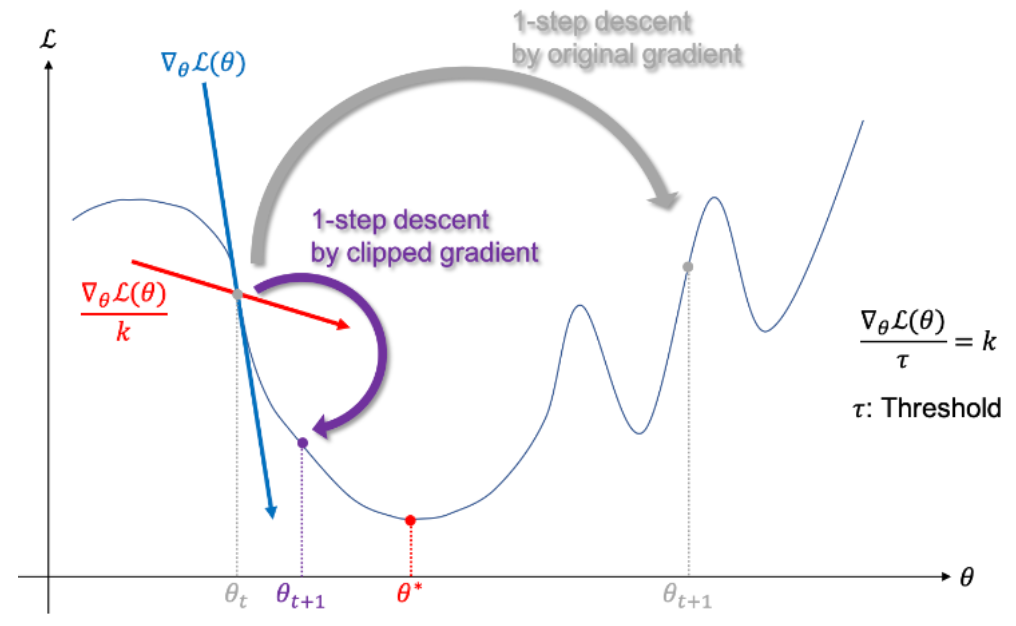 1-step descent
by original gradient
ℒ
∇θℒ(θ)
1-step descent
by clipped gradient
∇θℒ(θ)
k
∇θℒ(θ)
τ
= k
τ: Threshold
θt
θt+1
θ*
θt+1
θ